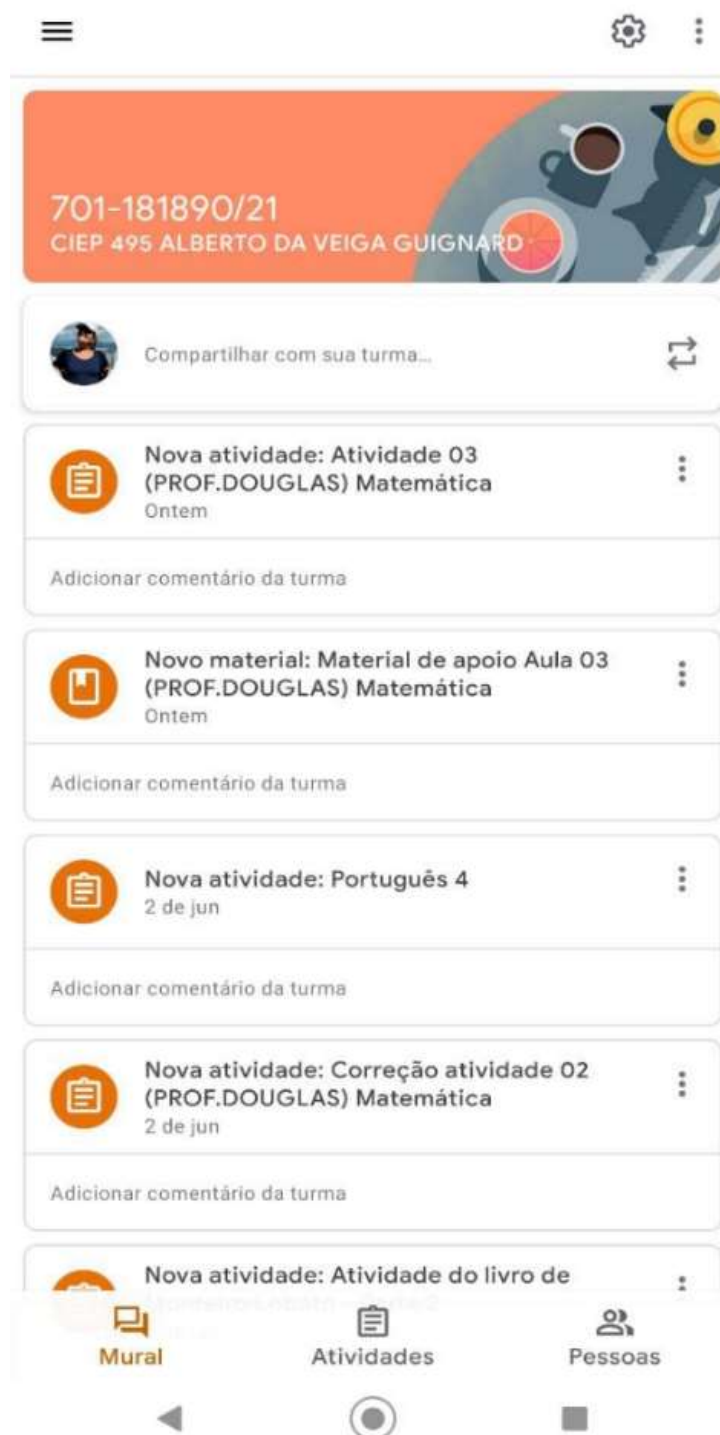 701-181890/21
CIEP 495 ALBERTO DA VEIGA GUIGNARD
Compartilhar com sua turma...
Nova atividade: Atividade 03
(PROF.DOUGLAS) Matemática
Ontem
Adicionar comentário da turma
Novo material: Material de apoio Aula 03
(PROF.DOUGLAS) Matemática
Ontem
Adicionar comentário da turma
Nova atividade: Português 4
2 de jun
Adicionar comentário da turma
Nova atividade: Correção atividade 02
(PROF.DOUGLAS) Matemática
2 de jun
Adicionar comentário da turma
Nova atividade: Atividade do livro de
Mural
Atividades
Pessoas